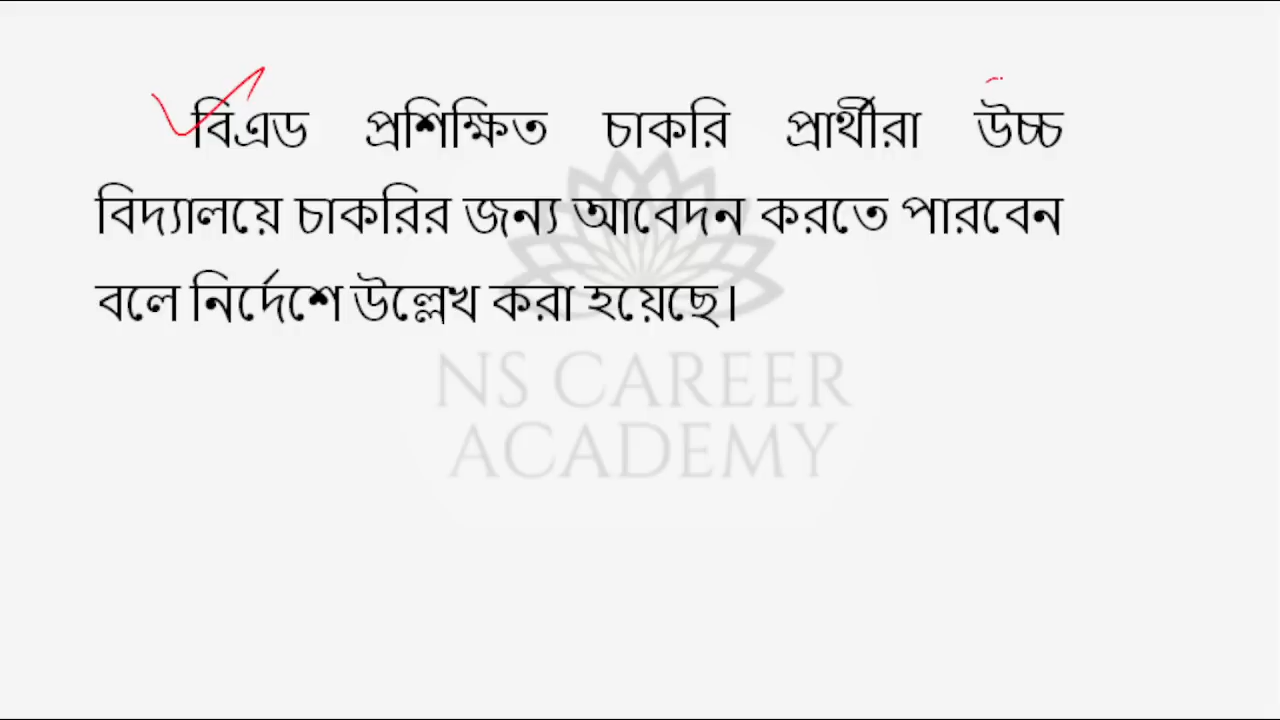 বিএড প্রশিক্ষিত চাকরি প্রার্থীরা উচ্চ
বিদ্যালয়ে চাকরির জন্য আবেদন করতে পারবেন
বলে নির্দেশে উল্লেখ করা হয়েছে।
NS CAREER
ACADEMY